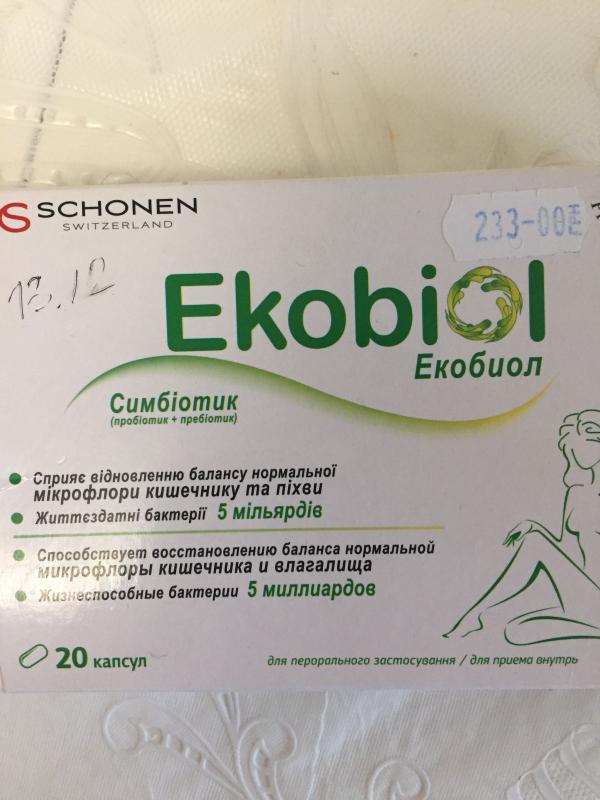 SCHONEN
SWITZERLAND
233-00
13.12
Ekobiol
Екобиол
Симбіотик
(пробіотик + пребіотик)
Сприяє відновленню балансу нормальної
мікрофлори кишечнику та піхви
Життєздатні бактерії 5 мільярдів
Способствует восстановлению баланса нормальной
микрофлоры кишечника и влагалища
Жизнеспособные бактерии 5 миллиардов
20 капсул
для перорального застосування / для приема внутрь